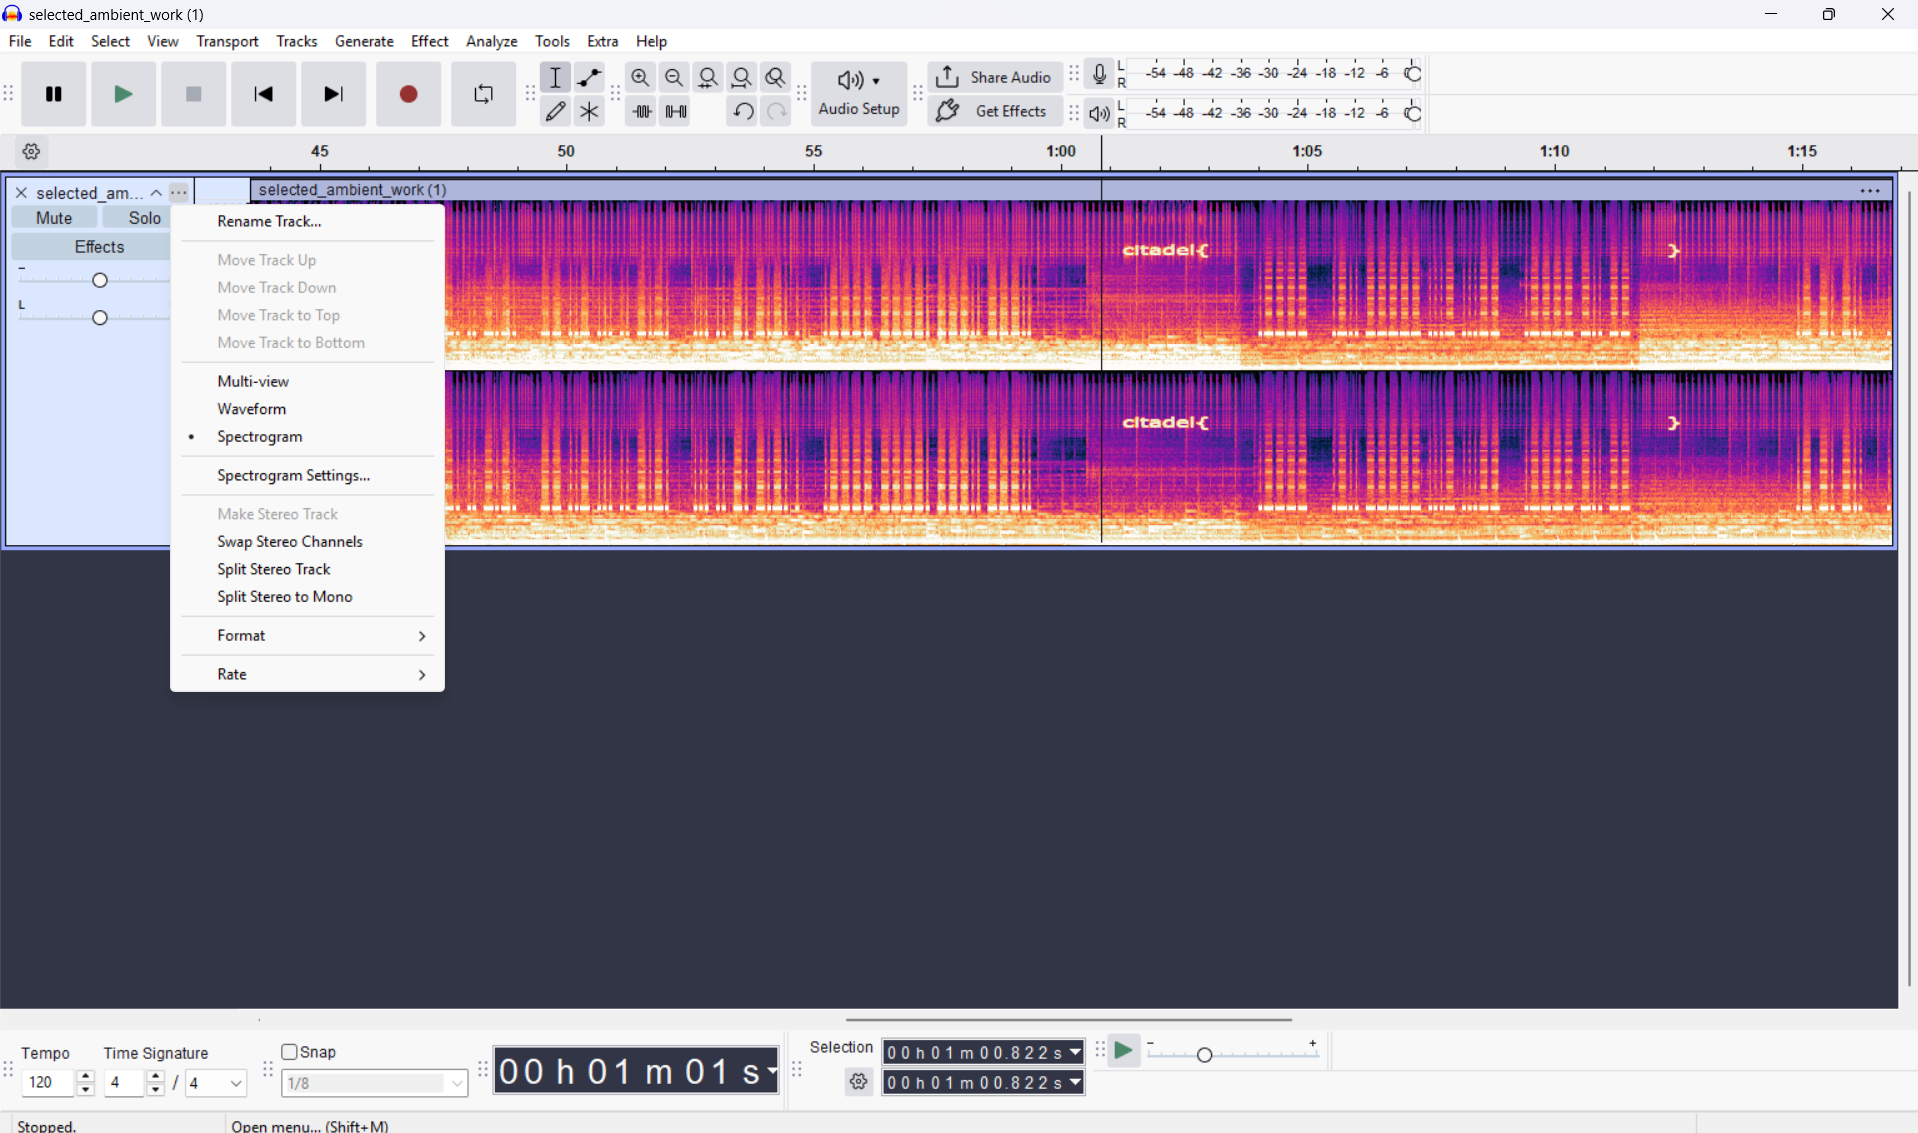 selected_ambient_work (1)
File Edit Select View Transport Tracks Generate Effect Analyze Tools Extra Help
Audio Setup
Share Audio
Get Effects
L
R
-54 -48 -42 -36 -30 -24 -18 -12 -6 0
L
R
-54 -48 -42 -36 -30 -24 -18 -12 -6 0
45 50 55 1:00 1:05 1:10 1:15
selected_am...
selected_ambient_work (1)
Mute Solo
Effects
L
Rename Track...
Move Track Up
Move Track Down
Move Track to Top
Move Track to Bottom
Multi-view
Waveform
Spectrogram
Spectrogram Settings...
Make Stereo Track
Swap Stereo Channels
Split Stereo Track
Split Stereo to Mono
Format
Rate
citadel{ }
citadel{ }
Tempo
120
Time Signature
4 / 4
Snap
1/8
00 h 01 m 01 s
Selection
00 h 01 m 00.822 s
00 h 01 m 00.822 s
- +
Stopped.
Open menu... (Shift+M)